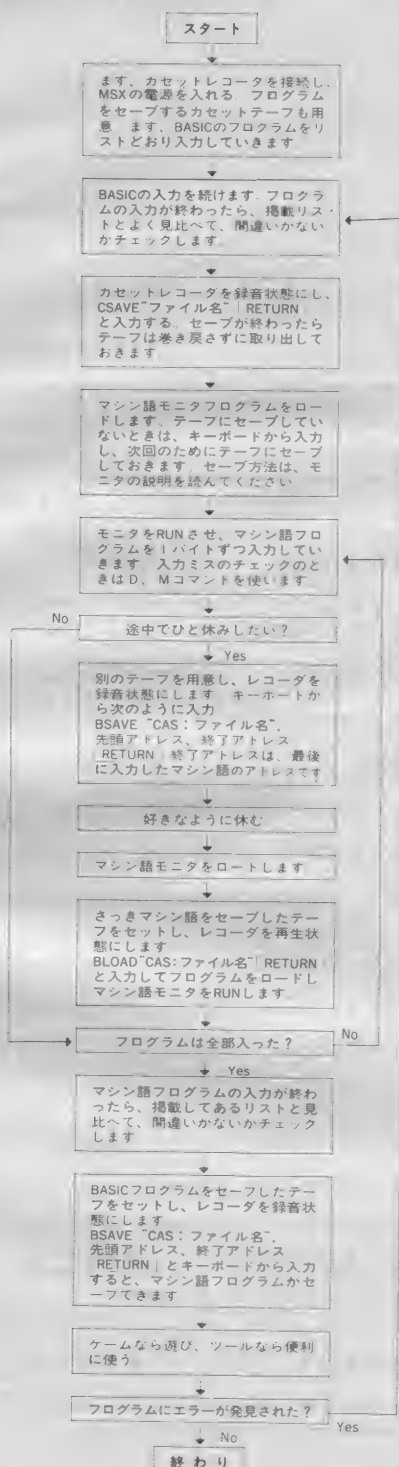 スタート
ます、カセットレコータを接続し、
MSXの電源を入れる フログラム
をセーブするカセットテーフも用
意 ます、BASICのフログラムをリ
ストどおり入力していきます
BASICの入力を続けます. フロクラ
ムの入力が終わったら、掲載リス・
トとよく見比べて、間違いかない
かチェックします
カセットレコータを録音状態にし、
CSAVE"ファイル名" RETURN
と入力する. セーブが終わったら
テーフは巻き戻さずに取り出して
おきます
マシン語モニタフログラムをロー
ドします. テーフにセーブしてい
ないときは、キーボードから入力
し、次回のためにテーフにセーブ
しておきます. セーブ方法は、モ
ニタの説明を読んてください
モニタをRUNさせ、マシン語フロ
グラムを1バイトずつ入力してい
きます 入力ミスのチェックのと
きはD、Mコマンドを使います
No
途中でひと休みしたい?
Yes
別のテーフを用意し、レコーダを
録音状態にします キーホートか
ら次のように入力
BSAVE "CAS:ファイル名",
先頭アトレス、終了アトレス
RETURN 終了アトレスは、最後
に入力したマシン語のアトレスです
好きなように休む
マシン語モニタをロートします
さっきマシン語をセーブしたテー
フをセットし、レコーダを再生状
態にします
BLOAD"CAS:ファイル名" RETURN
と入力してフログラムをロードし
マシン語モニタをRUNします
フログラムは全部入った?
No
Yes
マシン語フログラムの入力が終わ
ったら、掲載してあるリストと見
比へて、間違いかないかチェック
します
BASICフログラムをセーフしたテー
フをセットし、レコーダを録音状
態にします
BSAVE "CAS:ファイル名",
先頭アドレス、終了アドレス
RETURN とキーボードから入力
すると、マシン語フログラムかセ
ーブてきます
ケームなら遊び、ツールなら便利
に使う
フログラムにエラーが発見された?
Yes
No
終わり